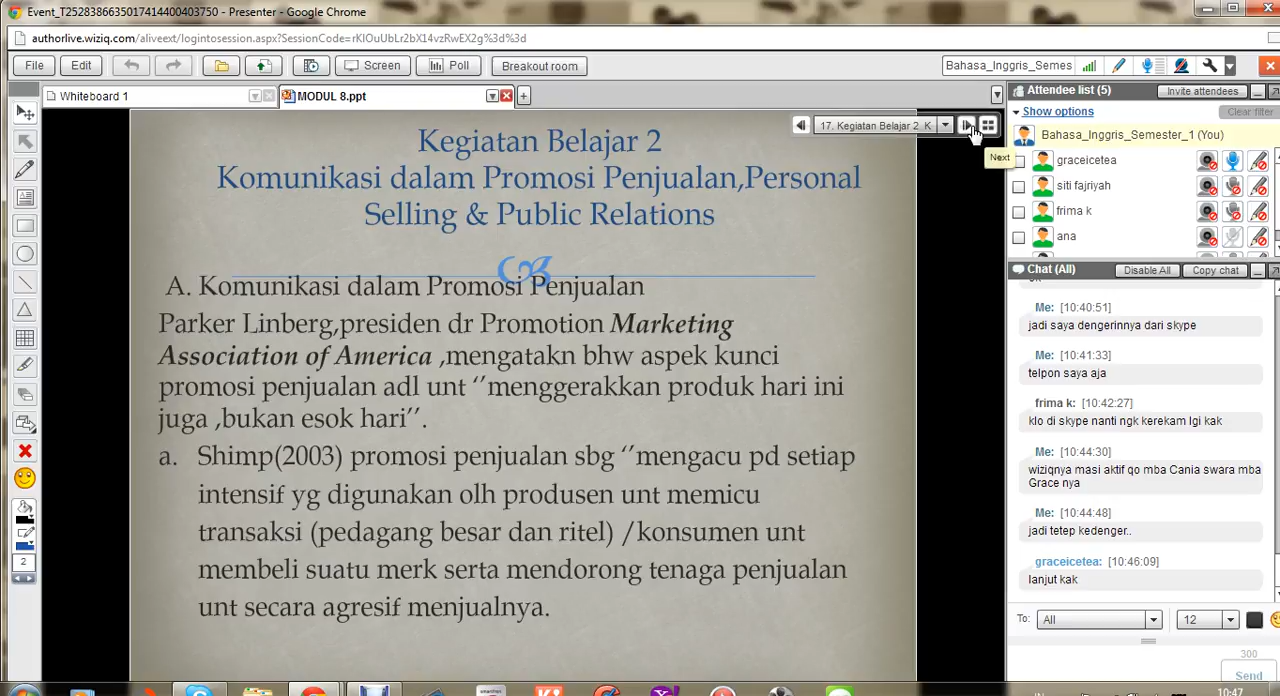 Event_T2528386635017414400403750 - Presenter - Google Chrome
authorlive.wiziq.com/aliveext/logintosession.aspx?SessionCode=rKIOuUbLr2bX14vzRwEX2g%3d%3d
File Edit Screen Poll Breakout room Bahasa_Inggris_Semes
Whiteboard 1 MODUL 8.ppt
Attendee list (5) Invite attendees
Show options Clear filter
Bahasa_Inggris_Semester_1 (You)
graceicetea
siti fajriyah
frima k
ana
17. Kegiatan Belajar 2 K
Next
Kegiatan Belajar 2
Komunikasi dalam Promosi Penjualan,Personal
Selling & Public Relations
A. Komunikasi dalam Promosi Penjualan
Parker Linberg,presiden dr Promotion Marketing
Association of America ,mengatakn bhw aspek kunci
promosi penjualan adl unt ‘’menggerakkan produk hari ini
juga ,bukan esok hari’’.
a. Shimp(2003) promosi penjualan sbg ‘’mengacu pd setiap
intensif yg digunakan olh produsen unt memicu
transaksi (pedagang besar dan ritel) /konsumen unt
membeli suatu merk serta mendorong tenaga penjualan
unt secara agresif menjualnya.
2
Chat (All) Disable All Copy chat
Me: [10:40:51]
jadi saya dengerinnya dari skype
Me: [10:41:33]
telpon saya aja
frima k: [10:42:27]
klo di skype nanti ngk kerekam lgi kak
Me: [10:44:30]
wiziqnya masi aktif qo mba Cania swara mba
Grace nya
Me: [10:44:48]
jadi tetep kedenger..
graceicetea: [10:46:09]
lanjut kak
To: All 12
300
Send
10:47